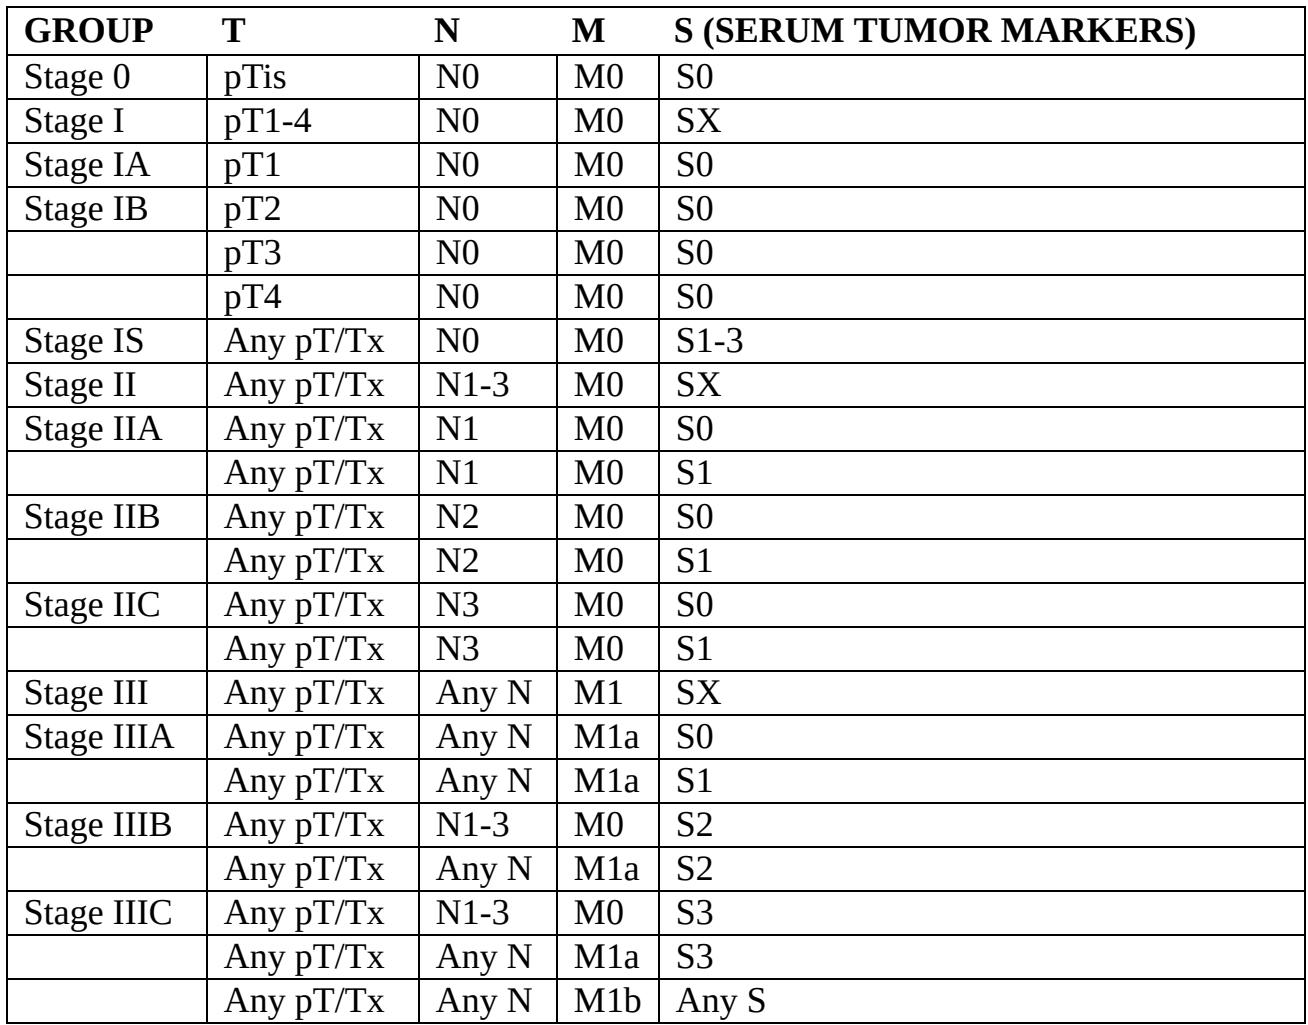 GROUP T N M S (SERUM TUMOR MARKERS)
Stage 0 pTis N0 M0 S0
Stage I pT1-4 N0 M0 SX
Stage IA pT1 N0 M0 S0
Stage IB pT2 N0 M0 S0
pT3 N0 M0 S0
pT4 N0 M0 S0
Stage IS Any pT/Tx N0 M0 S1-3
Stage II Any pT/Tx N1-3 M0 SX
Stage IIA Any pT/Tx N1 M0 S0
Any pT/Tx N1 M0 S1
Stage IIB Any pT/Tx N2 M0 S0
Any pT/Tx N2 M0 S1
Stage IIC Any pT/Tx N3 M0 S0
Any pT/Tx N3 M0 S1
Stage III Any pT/Tx Any N M1 SX
Stage IIIA Any pT/Tx Any N M1a S0
Any pT/Tx Any N M1a S1
Stage IIIB Any pT/Tx N1-3 M0 S2
Any pT/Tx Any N M1a S2
Stage IIIC Any pT/Tx N1-3 M0 S3
Any pT/Tx Any N M1a S3
Any pT/Tx Any N M1b Any S